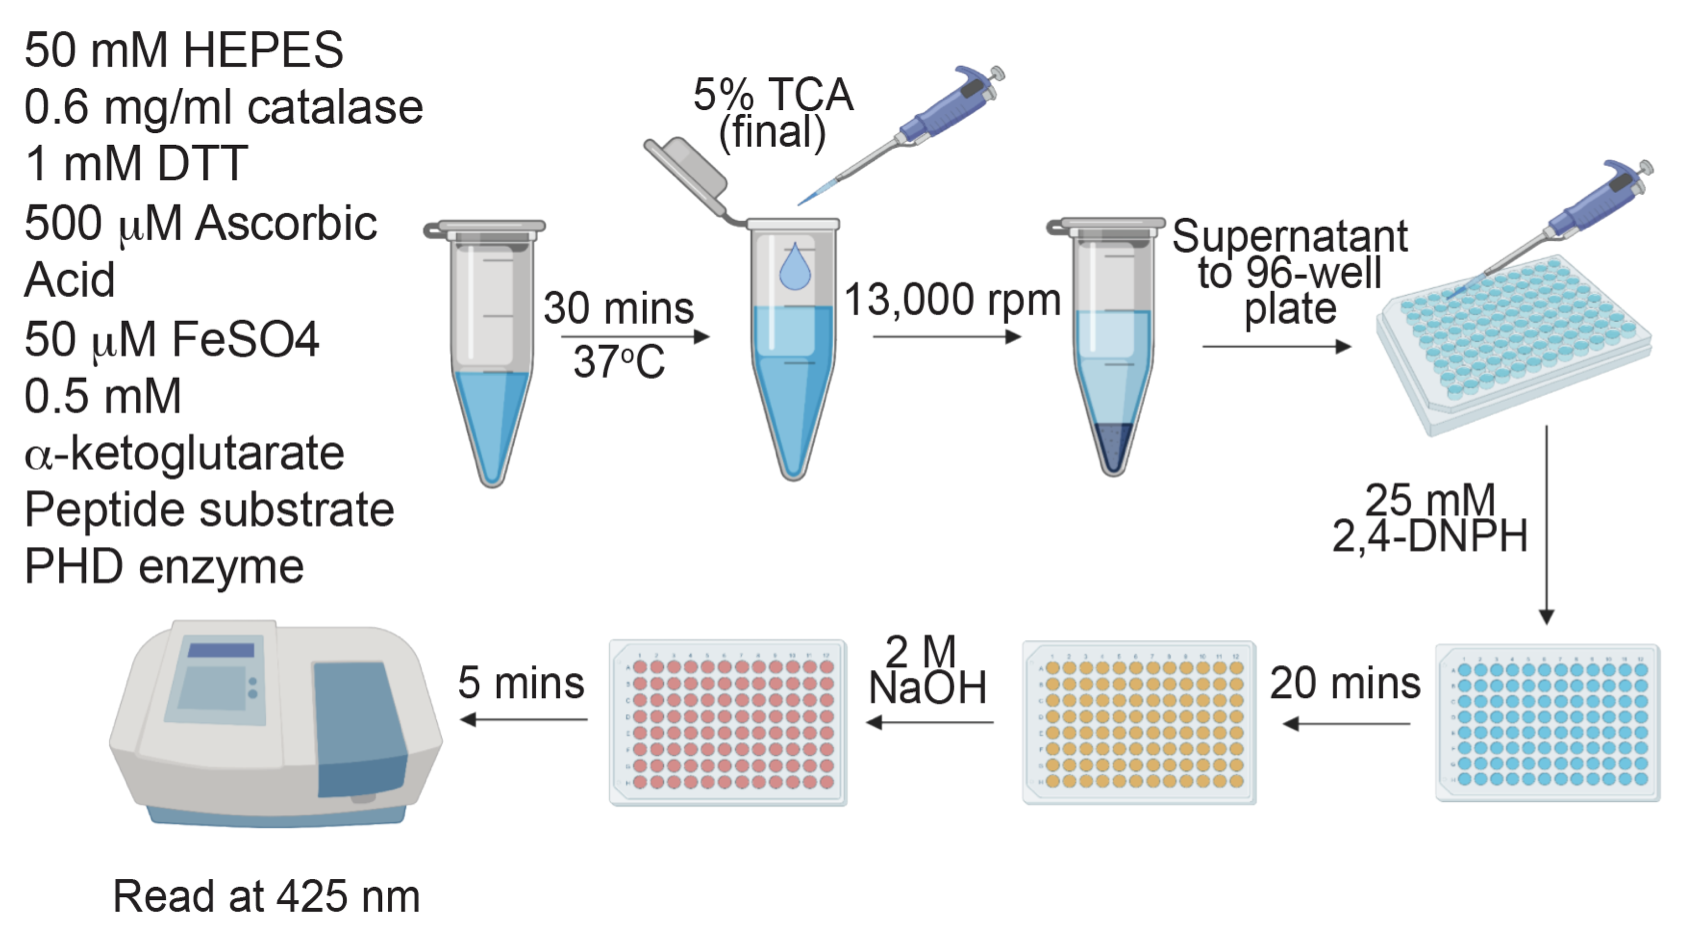 50 mM HEPES
0.6 mg/ml catalase
1 mM DTT
500 μM Ascorbic
Acid
50 μM FeSO4
0.5 mM
α-ketoglutarate
Peptide substrate
PHD enzyme
30 mins
37°C
5% TCA
(final)
13,000 rpm
Supernatant
to 96-well
plate
25 mM
2,4-DNPH
20 mins
2 M
NaOH
5 mins
Read at 425 nm